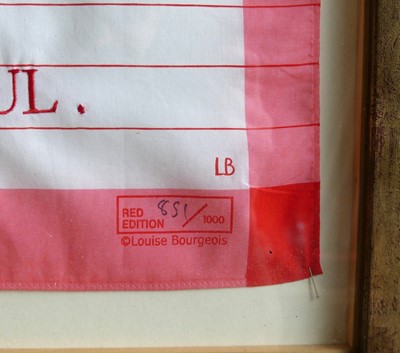 UL.
LB
RED 851/1000
EDITION
©Louise Bourgeois